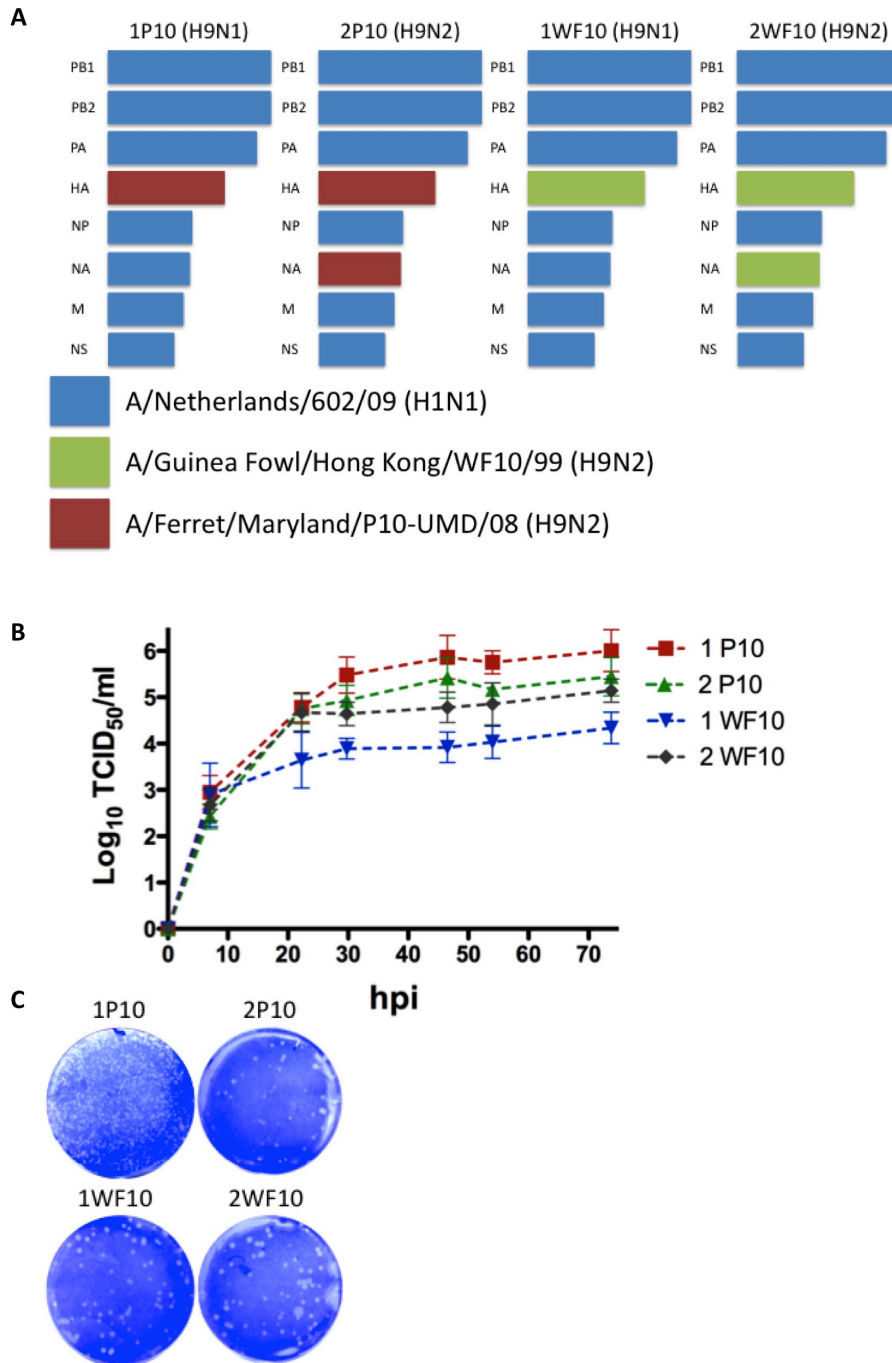 A
1P10 (H9N1) 2P10 (H9N2) 1WF10 (H9N1) 2WF10 (H9N2)
PB1 PB1 PB1 PB1
PB2 PB2 PB2 PB2
PA PA PA PA
HA HA HA HA
NP NP NP NP
NA NA NA NA
M M M M
NS NS NS NS
A/Netherlands/602/09 (H1N1)
A/Guinea Fowl/Hong Kong/WF10/99 (H9N2)
A/Ferret/Maryland/P10-UMD/08 (H9N2)
B
Log10 TCID50/ml
6
5
4
3
2
1
0
0 10 20 30 40 50 60 70
hpi
1 P10
2 P10
1 WF10
2 WF10
C
1P10 2P10
1WF10 2WF10